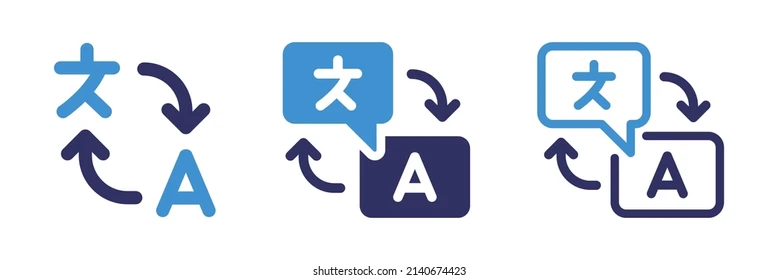 文 文 文
A A A
shutterstock.com · 2140674423